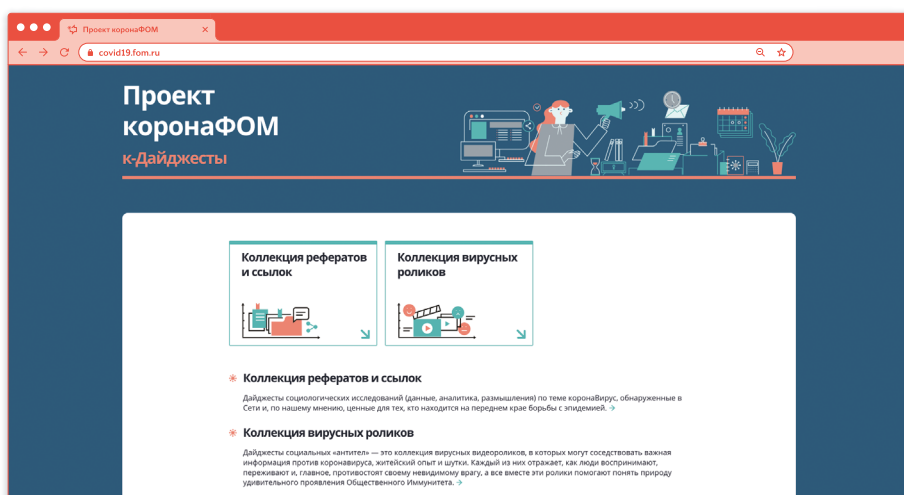 Проект коронаФОМ
covid19.fom.ru
Проект
коронаФОМ
к-Дайджесты
Коллекция рефератов
и ссылок
Коллекция вирусных
роликов
Коллекция рефератов и ссылок
Дайджесты социологических исследований (данные, аналитика, размышления) по теме коронаВирус, обнаруженные в
Сети и, по нашему мнению, ценные для тех, кто находится на переднем крае борьбы с эпидемией. →
Коллекция вирусных роликов
Дайджесты социальных «антител» — это коллекция вирусных видеороликов, в которых могут соседствовать важная
информация против коронавируса, житейский опыт и шутки. Каждый из них отражает, как люди воспринимают,
переживают и, главное, противостоят своему невидимому врагу, а все вместе эти ролики помогают понять природу
удивительного проявления Общественного Иммунитета. →